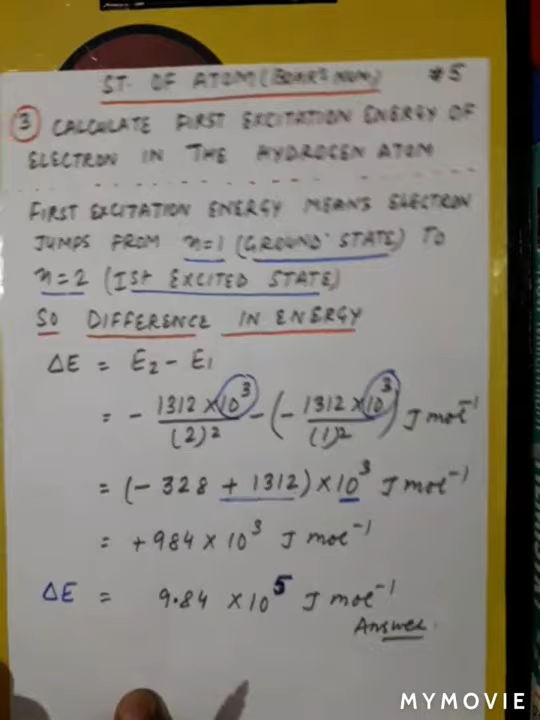 ST. OF ATOM (BOHR'S NUM) #5
3 CALCULATE FIRST EXCITATION ENERGY OF
ELECTRON IN THE HYDROGEN ATOM
FIRST EXCITATION ENERGY MEANS ELECTRON
JUMPS FROM n=1 (GROUND STATE) TO
n=2 (Ist EXCITED STATE)
SO DIFFERENCE IN ENERGY
ΔE = E₂ - E₁
= - 1312 × 10³ / (2)² - (- 1312 × 10³ / (1)²) J mol⁻¹
= (- 328 + 1312) × 10³ J mol⁻¹
= + 984 × 10³ J mol⁻¹
ΔE = 9.84 × 10⁵ J mol⁻¹
Answer.
MYMOVIE